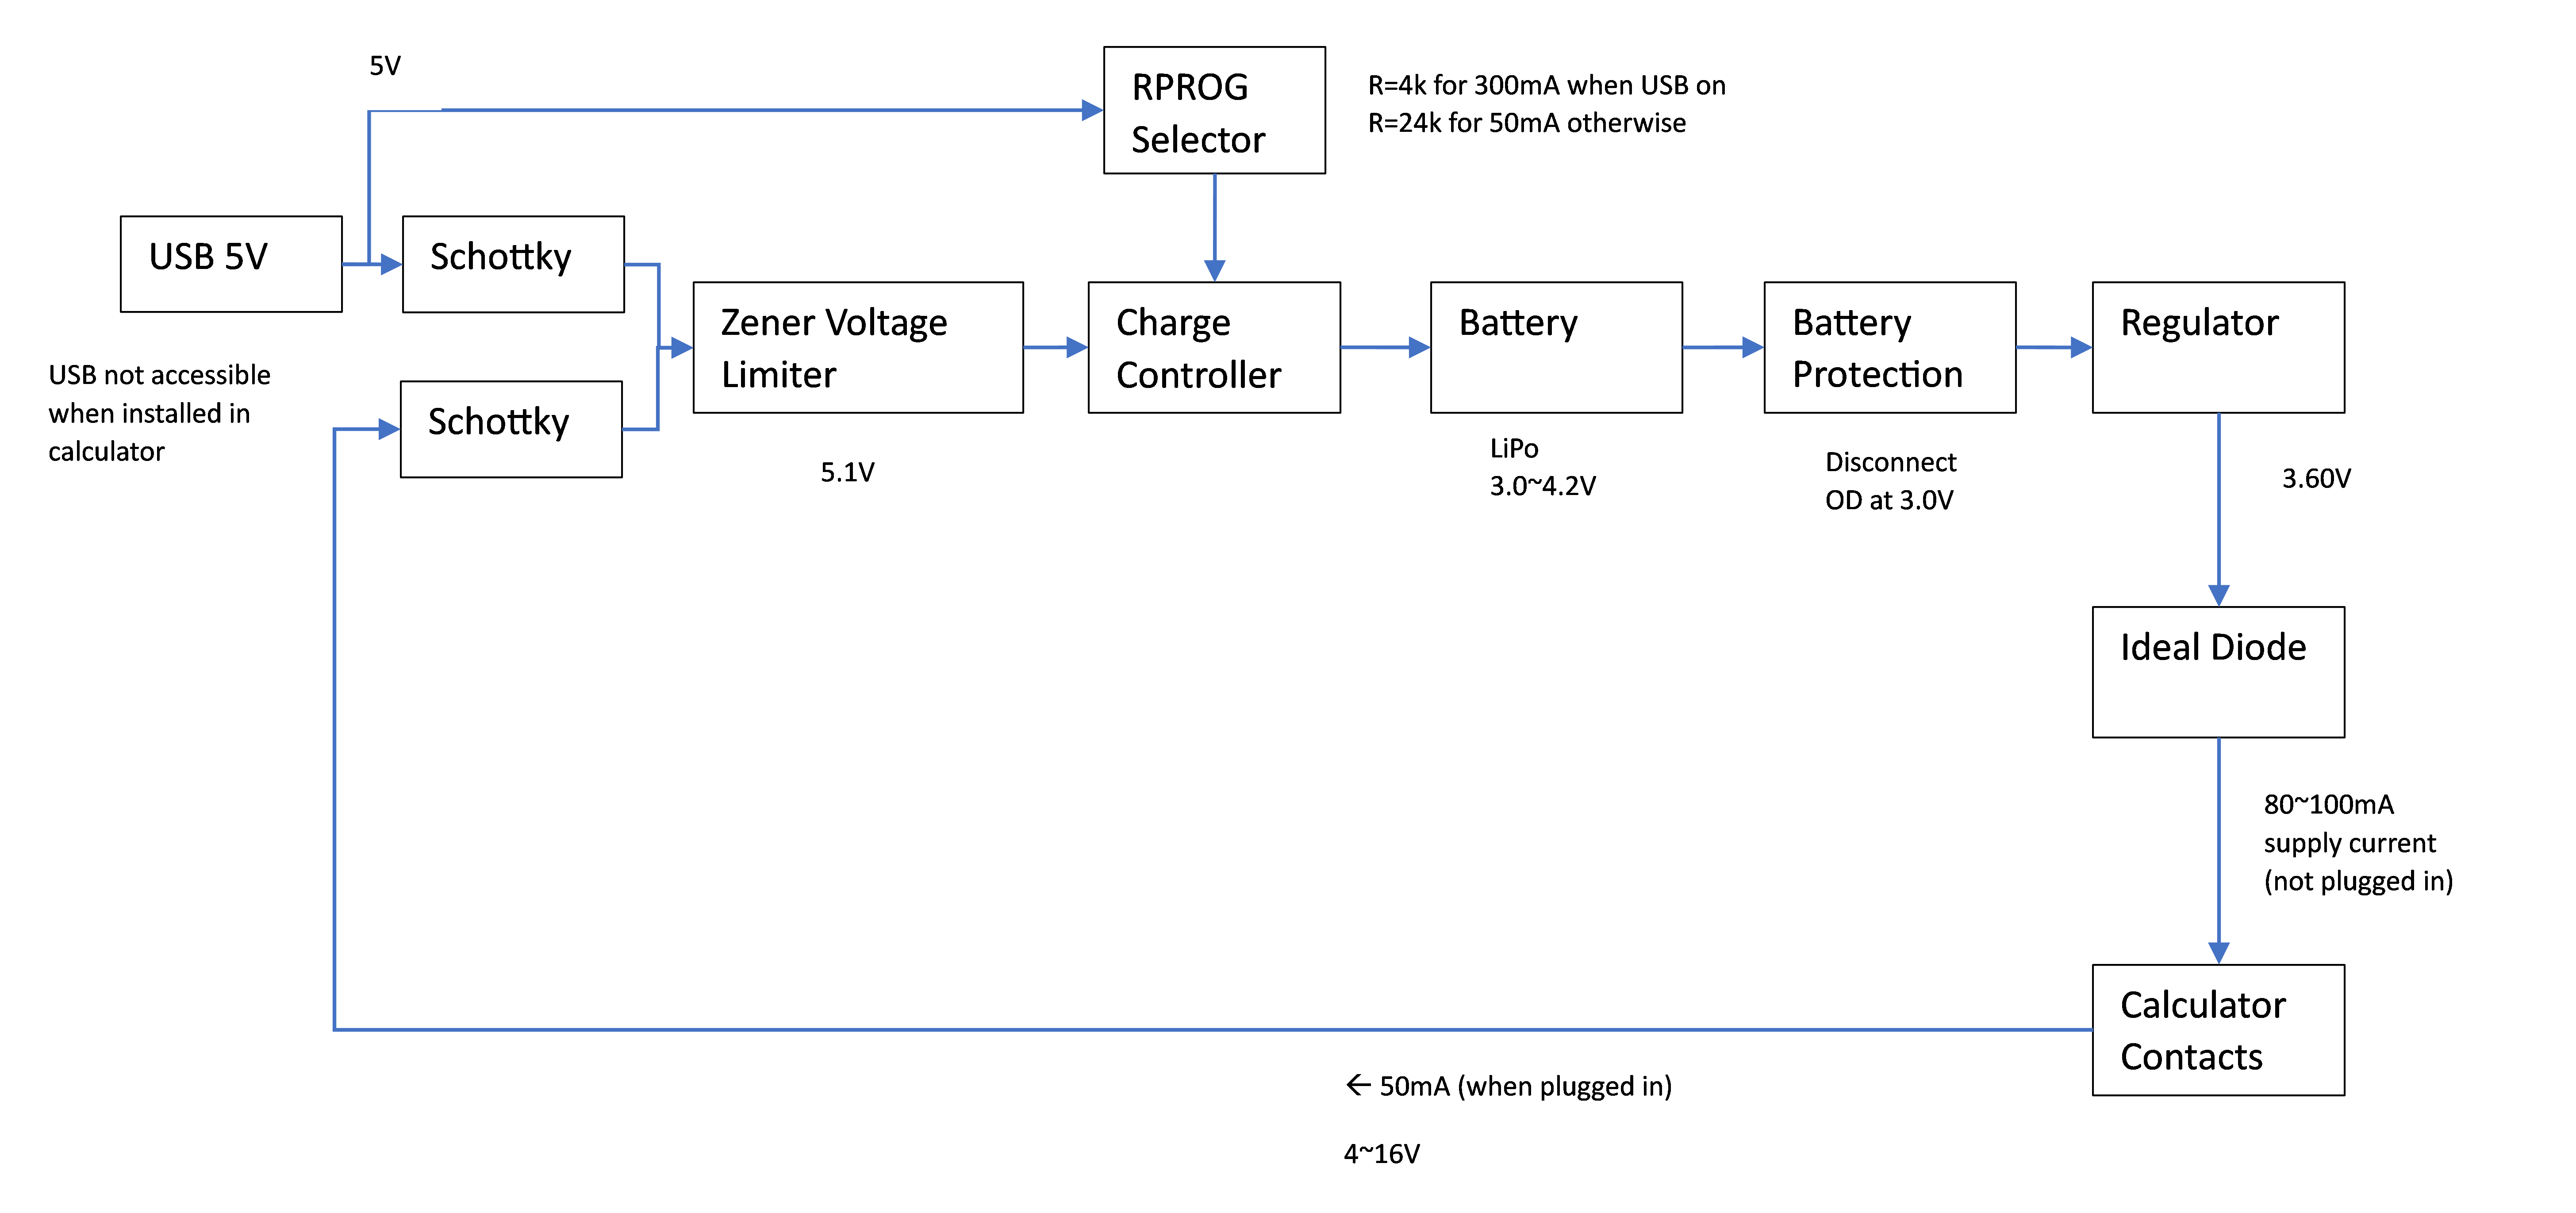 5V
RPROG
Selector
R=4k for 300mA when USB on
R=24k for 50mA otherwise
USB 5V
Schottky
USB not accessible
when installed in
calculator
Schottky
Zener Voltage
Limiter
5.1V
Charge
Controller
Battery
LiPo
3.0~4.2V
Battery
Protection
Disconnect
OD at 3.0V
Regulator
3.60V
Ideal Diode
80~100mA
supply current
(not plugged in)
Calculator
Contacts
← 50mA (when plugged in)
4~16V